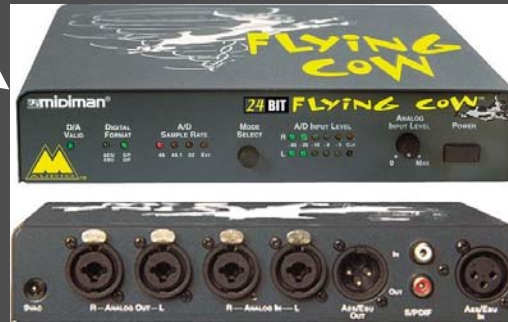 FLYING
COW
midiman®
24 BIT FLYING COW™
D/A
VALID
DIGITAL
FORMAT
AES/
EBU
S/P
DIF
A/D
SAMPLE RATE
48 44.1 32 EXT
MODE
SELECT
A/D INPUT LEVEL
R
L
CLIP
ANALOG
INPUT LEVEL
0 MAX
POWER
9VAC
R—ANALOG OUT—L
R—ANALOG IN—L
AES/EBU
OUT
In
Out
S/PDIF
AES/EBU
IN